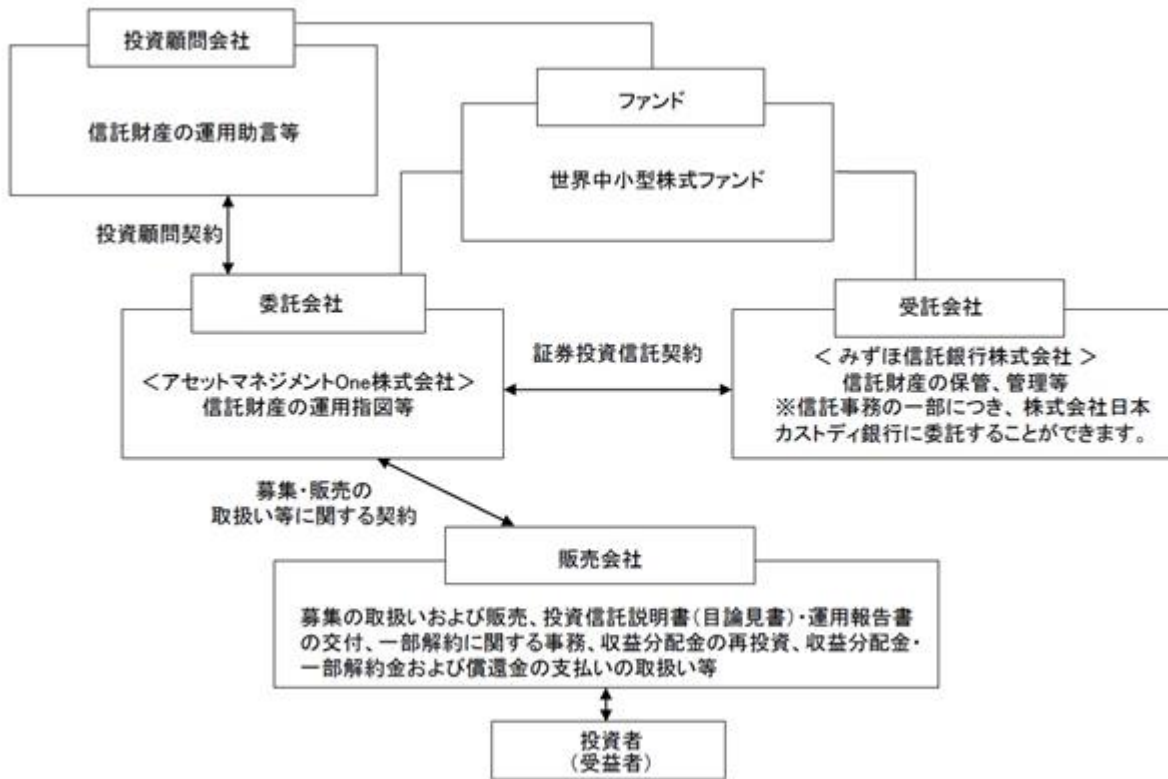 投資顧問会社
信託財産の運用助言等
ファンド
世界中小型株式ファンド
投資顧問契約
委託会社
<アセットマネジメントOne株式会社>
信託財産の運用指図等
証券投資信託契約
受託会社
< みずほ信託銀行株式会社 >
信託財産の保管、管理等
※信託事務の一部につき、株式会社日本
カストディ銀行に委託することができます。
募集・販売の
取扱い等に関する契約
販売会社
募集の取扱いおよび販売、投資信託説明書(目論見書)・運用報告書
の交付、一部解約に関する事務、収益分配金の再投資、収益分配金・
一部解約金および償還金の支払いの取扱い等
投資者
(受益者)